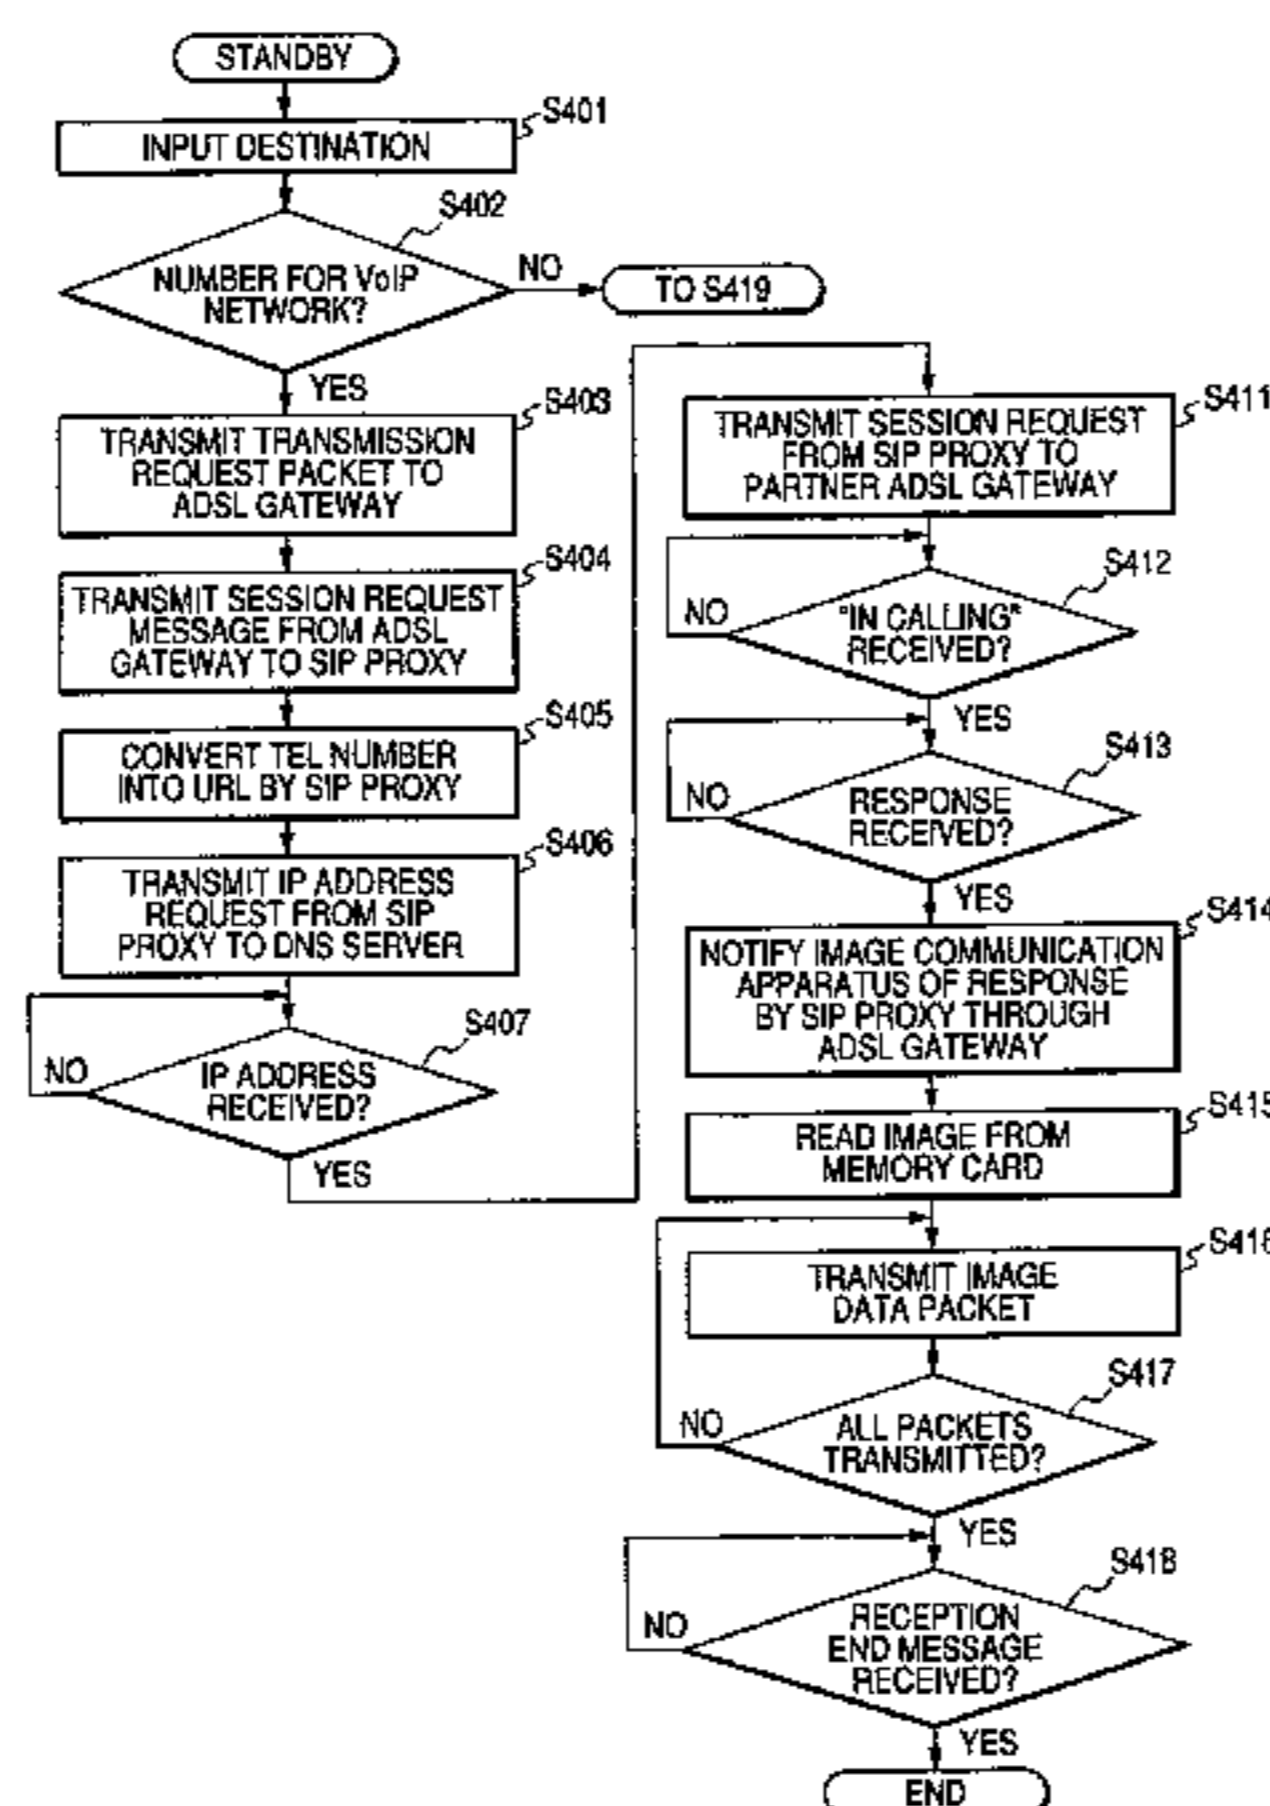 STANDBY
S401
INPUT DESTINATION
S402
NUMBER FOR VoIP
NETWORK?
NO
TO S419
YES
S403
TRANSMIT TRANSMISSION
REQUEST PACKET TO
ADSL GATEWAY
S404
TRANSMIT SESSION REQUEST
MESSAGE FROM ADSL
GATEWAY TO SIP PROXY
S405
CONVERT TEL NUMBER
INTO URL BY SIP PROXY
S406
TRANSMIT IP ADDRESS
REQUEST FROM SIP
PROXY TO DNS SERVER
S407
NO
IP ADDRESS
RECEIVED?
YES
S411
TRANSMIT SESSION REQUEST
FROM SIP PROXY TO
PARTNER ADSL GATEWAY
S412
NO
"IN CALLING"
RECEIVED?
YES
S413
NO
RESPONSE
RECEIVED?
YES
S414
NOTIFY IMAGE COMMUNICATION
APPARATUS OF RESPONSE
BY SIP PROXY THROUGH
ADSL GATEWAY
S415
READ IMAGE FROM
MEMORY CARD
S416
TRANSMIT IMAGE
DATA PACKET
S417
NO
ALL PACKETS
TRANSMITTED?
YES
S418
NO
RECEPTION
END MESSAGE
RECEIVED?
YES
END